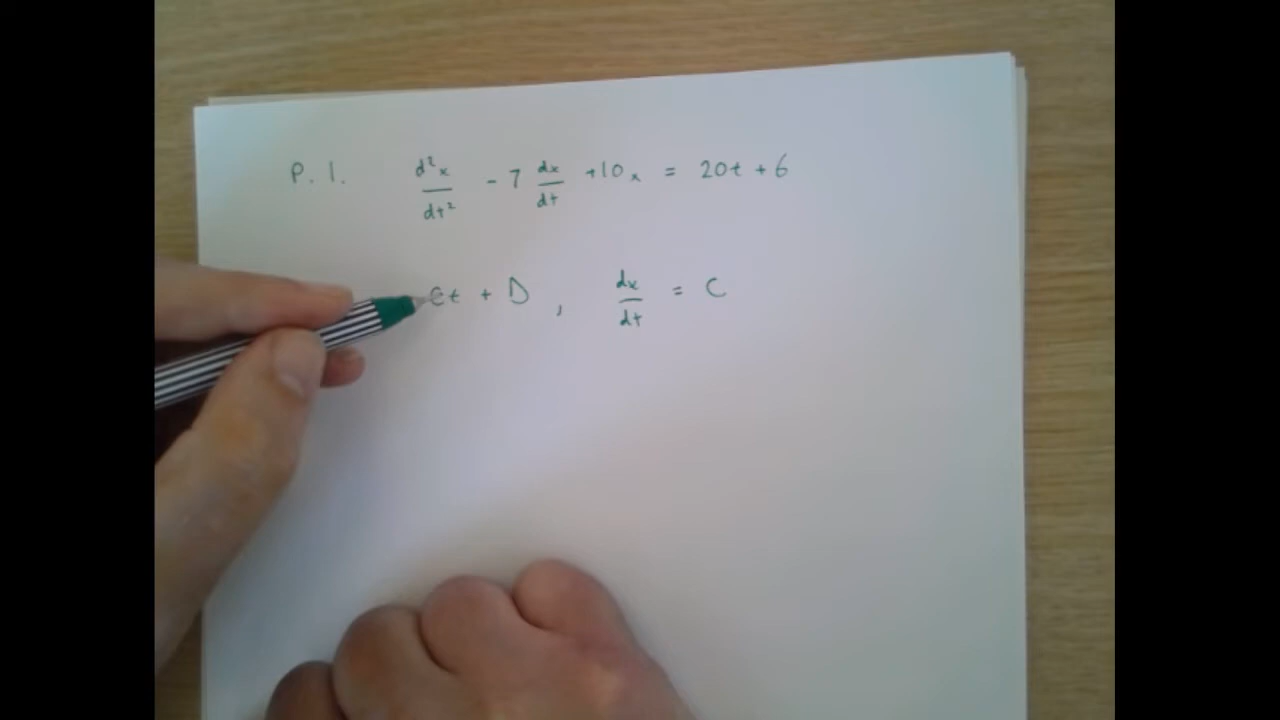 P. 1. d²x/dt² - 7 dx/dt + 10x = 20t + 6
Ct + D , dx/dt = C